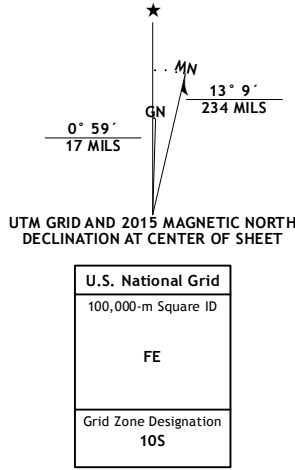 ★
MN
GN
13° 9´
234 MILS
0° 59´
17 MILS
UTM GRID AND 2015 MAGNETIC NORTH
DECLINATION AT CENTER OF SHEET
U.S. National Grid
100,000-m Square ID
FE
Grid Zone Designation
10S